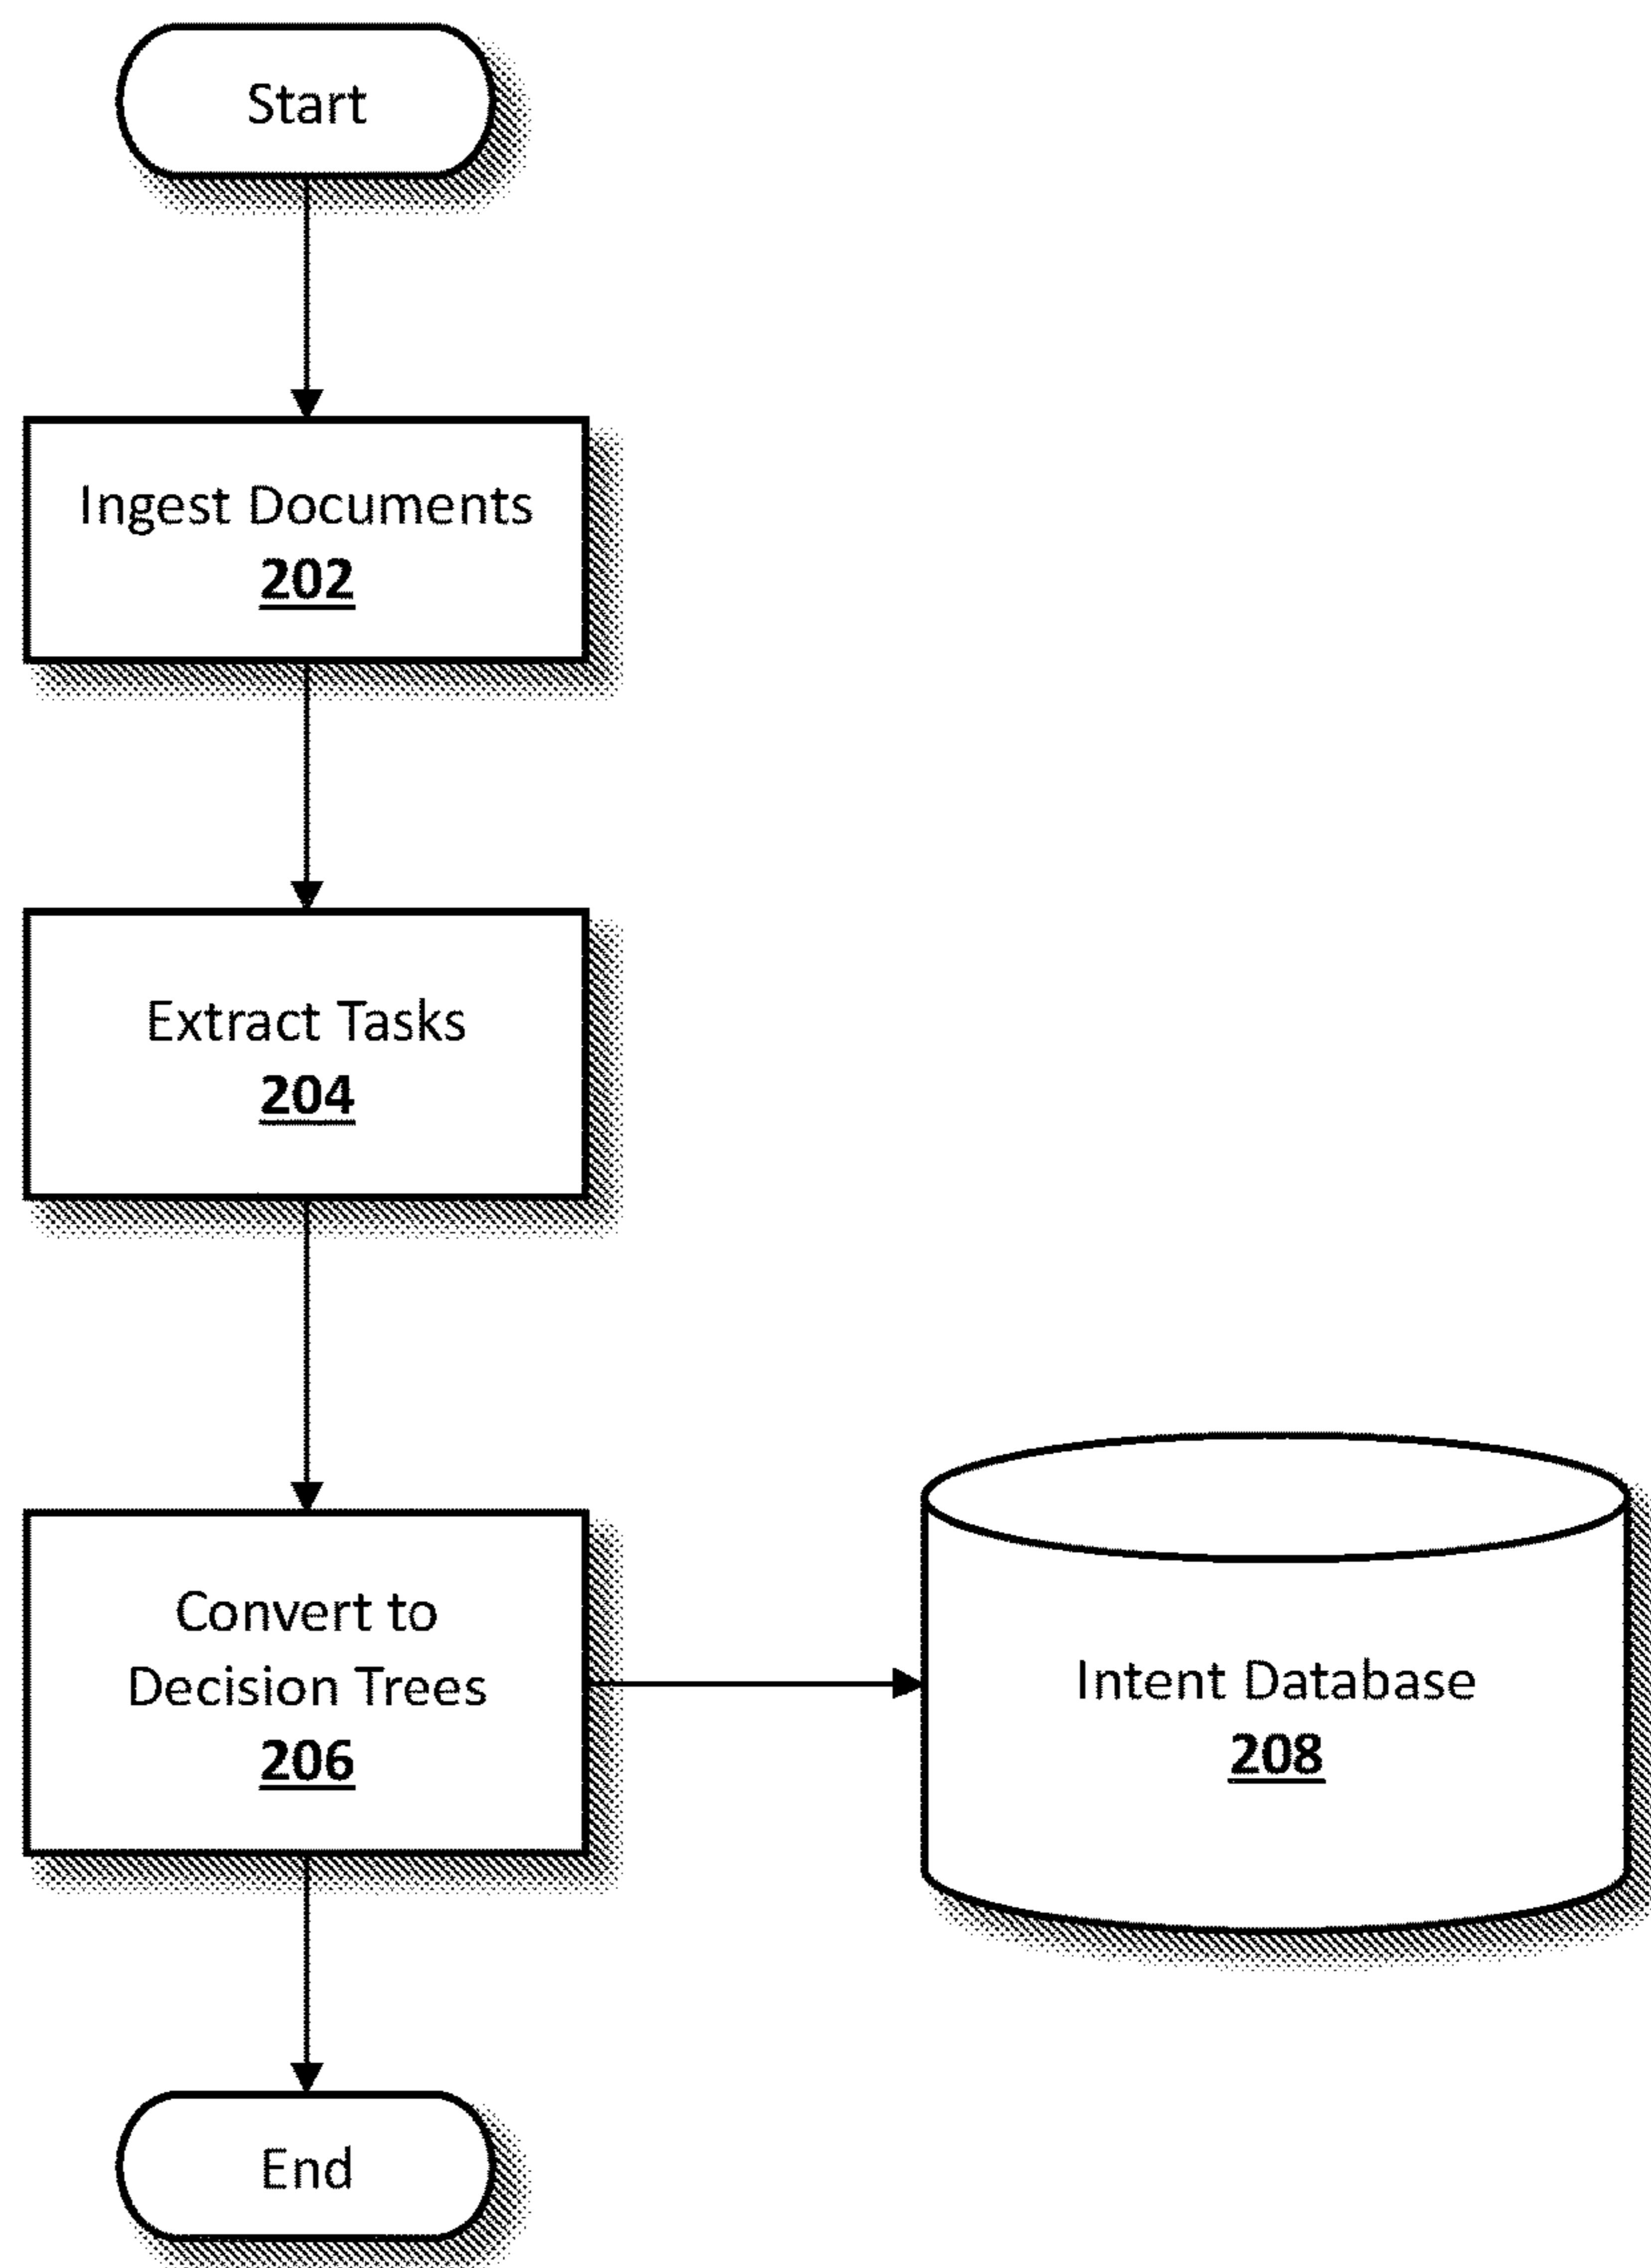 Start
Ingest Documents
202
Extract Tasks
204
Convert to
Decision Trees
206
Intent Database
208
End